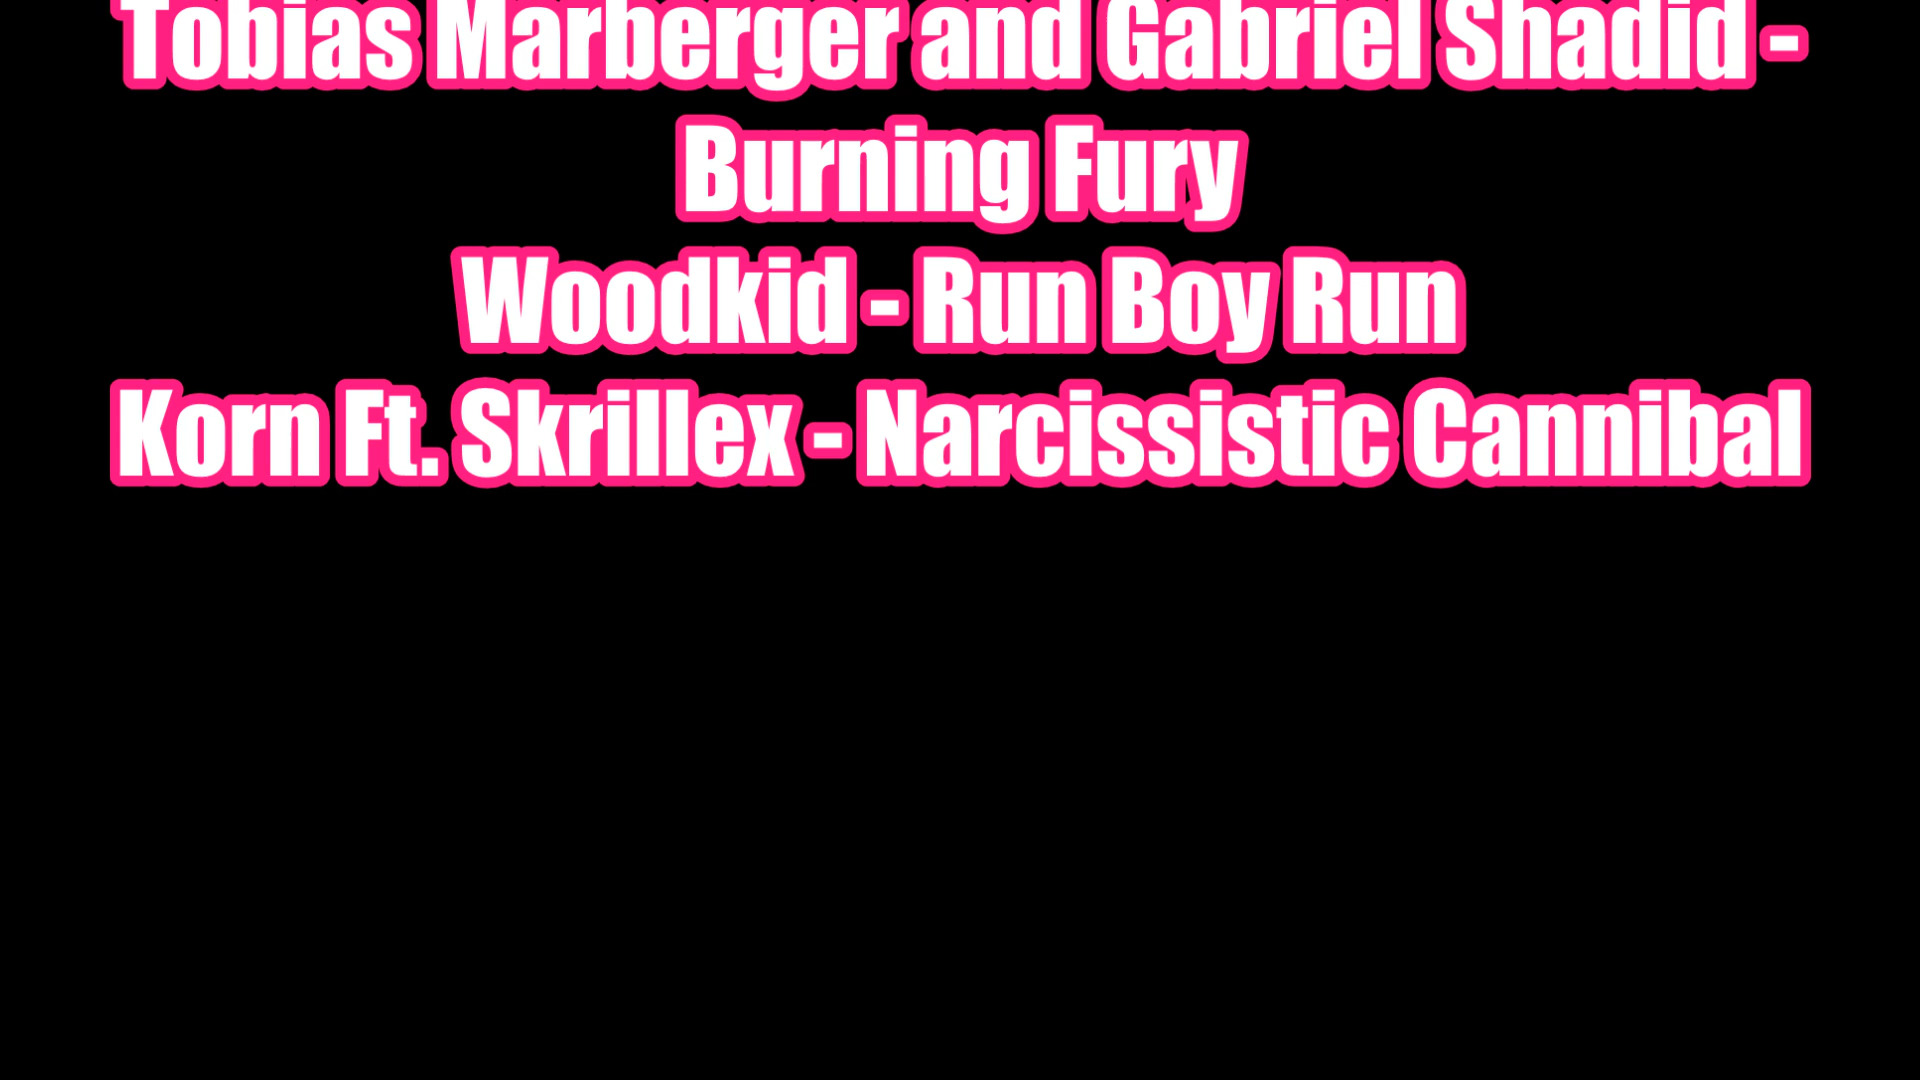 Tobias Marberger and Gabriel Shadid -
Burning Fury
Woodkid - Run Boy Run
Korn Ft. Skrillex - Narcissistic Cannibal